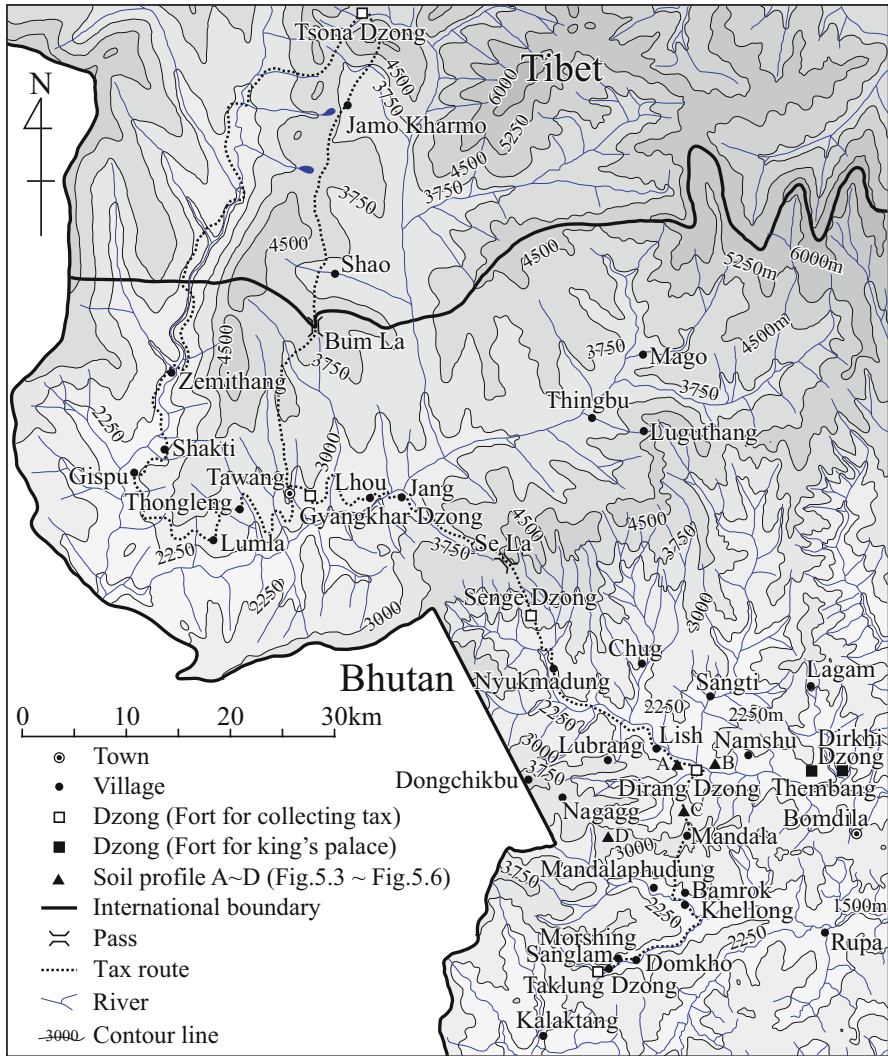 Tsona Dzong
Tibet
N
4500
3750
6000
5250
Jamo Kharmo
4500
3750
3750
4500
Shao
4500
5250m
6000m
Bum La
4500
3750
3750
Mago
4500m
Zemithang
3750
2250
Thingbu
Luguthang
Shakti
3000
Gispu
Tawang
Lhou
Jang
Thongleng
Gyangkhar Dzong
4500
4500
3750
Lumla
2250
3750
Se La
2250
3000
Senge Dzong
3000
Chug
Bhutan
Nyukmadung
Sangti
Lagam
0 10 20 30km
2250
2250
2250m
Town
Lish
Namshu
Dirkhi
Dzong
3000
Lubrang
A
B
Village
3750
Dongchikbu
Dirang Dzong
Thembang
Dzong (Fort for collecting tax)
Nagagg
C
Bomdila
Dzong (Fort for king's palace)
D
Mandala
3000
Soil profile A~D (Fig.5.3 ~ Fig.5.6)
3750
Mandalaphudung
Bamrok
International boundary
2250
Khellong
1500m
Pass
Morshing
2250
Rupa
Tax route
Sanglam
Domkho
Taklung Dzong
River
Kalaktang
3000
Contour line